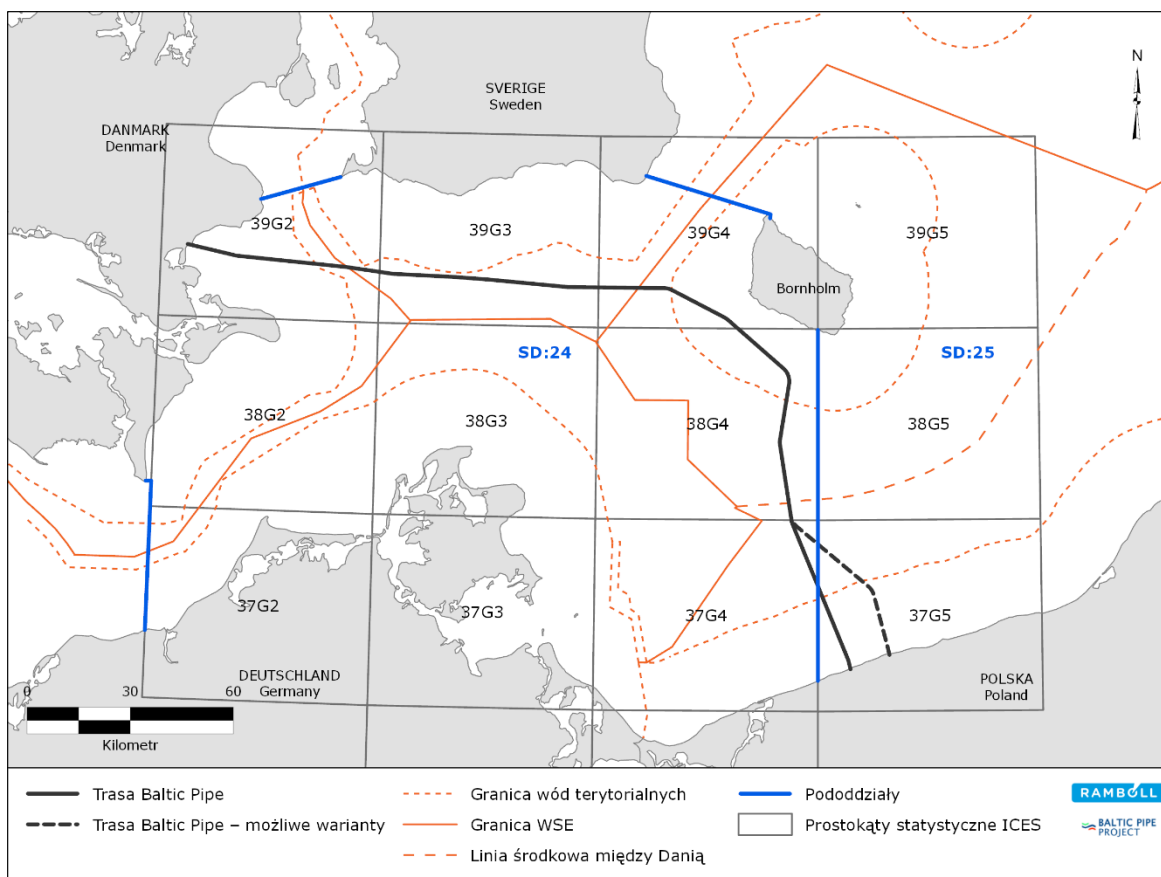 SVERIGE
Sweden
N
DANMARK
Denmark
39G2
39G3
39G4
39G5
Bornholm
SD:24
SD:25
38G2
38G3
38G4
38G5
37G2
37G3
37G4
37G5
DEUTSCHLAND
Germany
POLSKA
Poland
0 30 60
Kilometr
Trasa Baltic Pipe
Trasa Baltic Pipe – możliwe warianty
Granica wód terytorialnych
Granica WSE
Linia środkowa między Danią
Pododdziały
Prostokąty statystyczne ICES
RAMBOLL
BALTIC PIPE
PROJECT